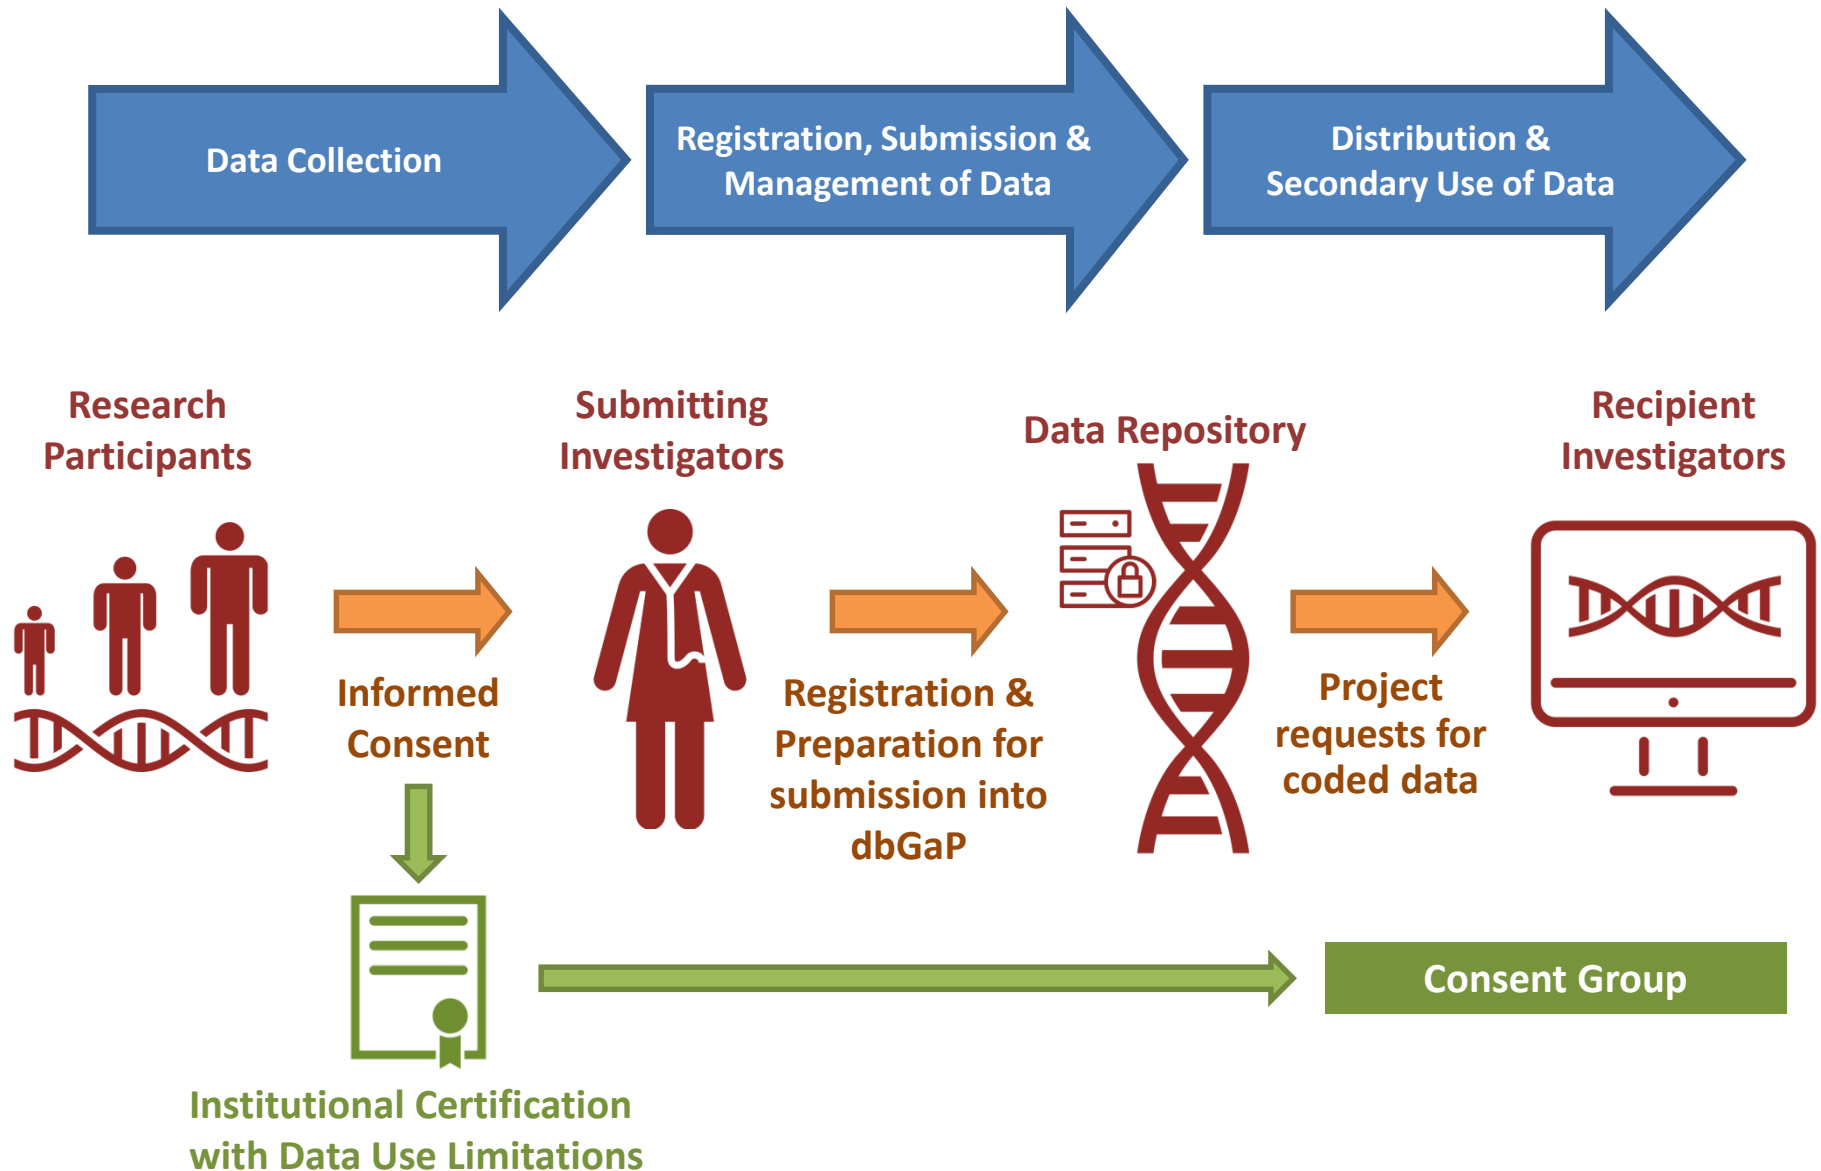 Data Collection
Registration, Submission &
Management of Data
Distribution &
Secondary Use of Data
Research
Participants
Submitting
Investigators
Data Repository
Recipient
Investigators
Informed
Consent
Registration &
Preparation for
submission into
dbGaP
Project
requests for
coded data
Consent Group
Institutional Certification
with Data Use Limitations